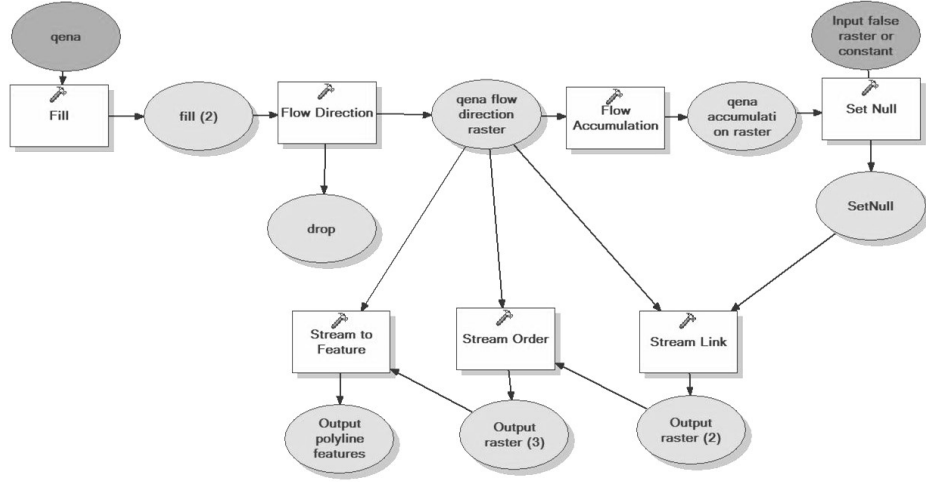 qena
Input false
raster or
constant
Fill
fill (2)
Flow Direction
qena flow
direction
raster
Flow
Accumulation
qena
accumulati
on raster
Set Null
drop
SetNull
Stream to
Feature
Stream Order
Stream Link
Output
polyline
features
Output
raster (3)
Output
raster (2)